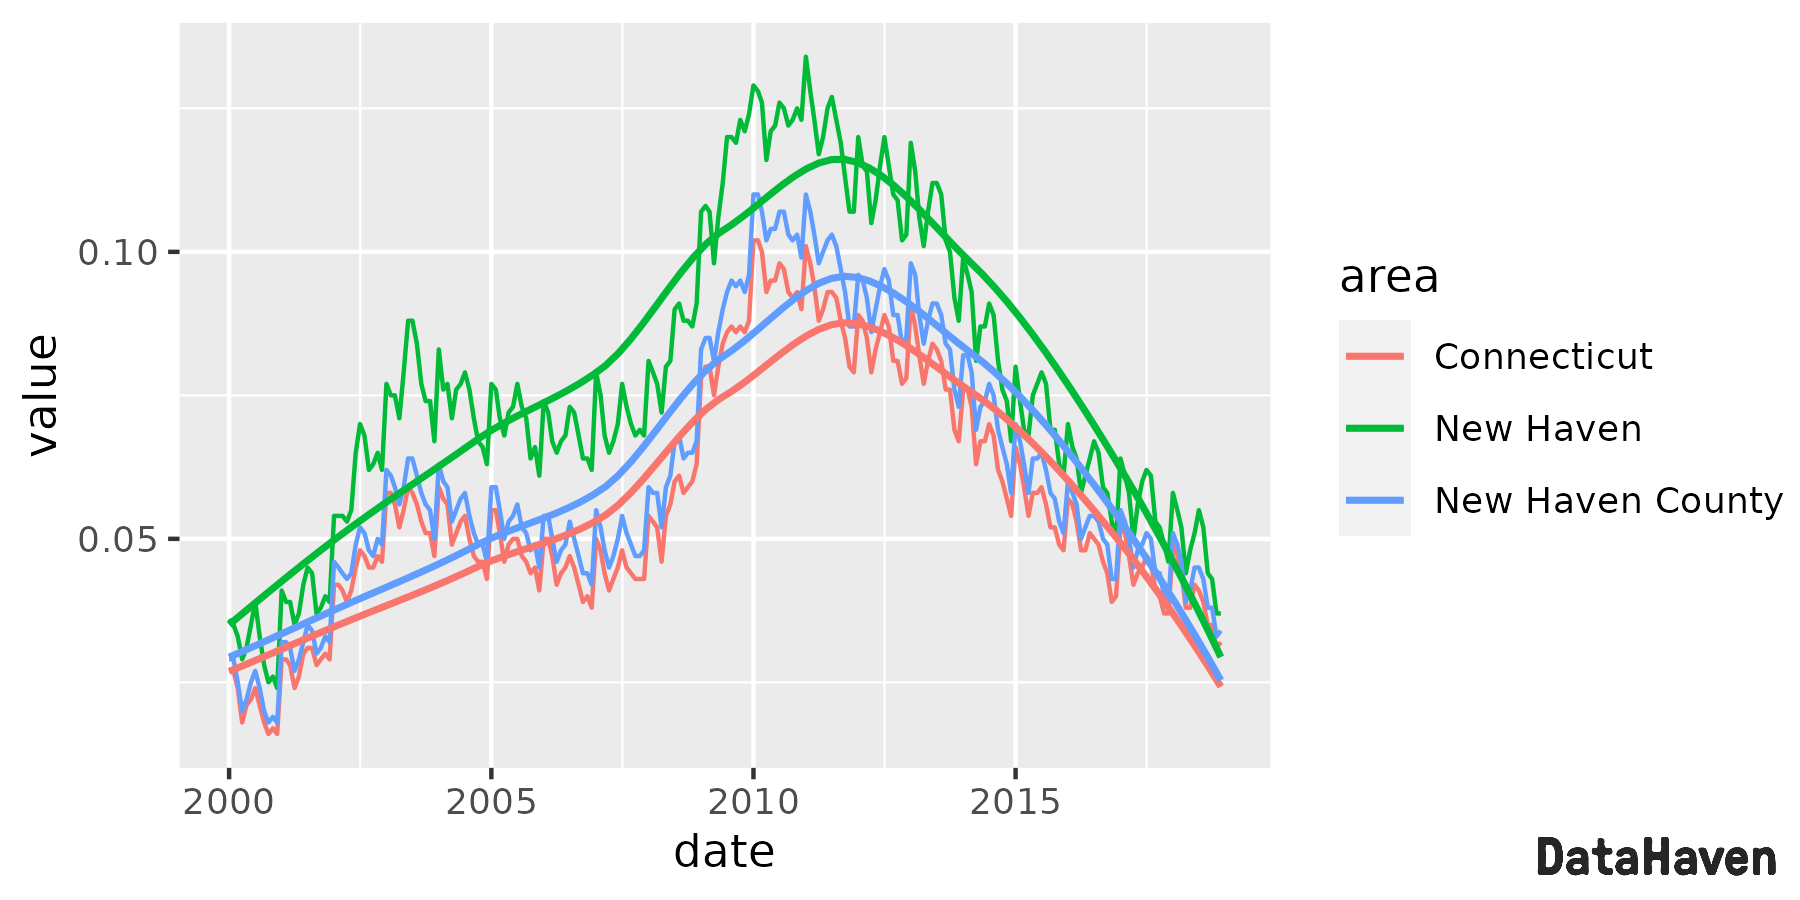 value
0.10
0.05
2000 2005 2010 2015
date
area
Connecticut
New Haven
New Haven County
DataHaven